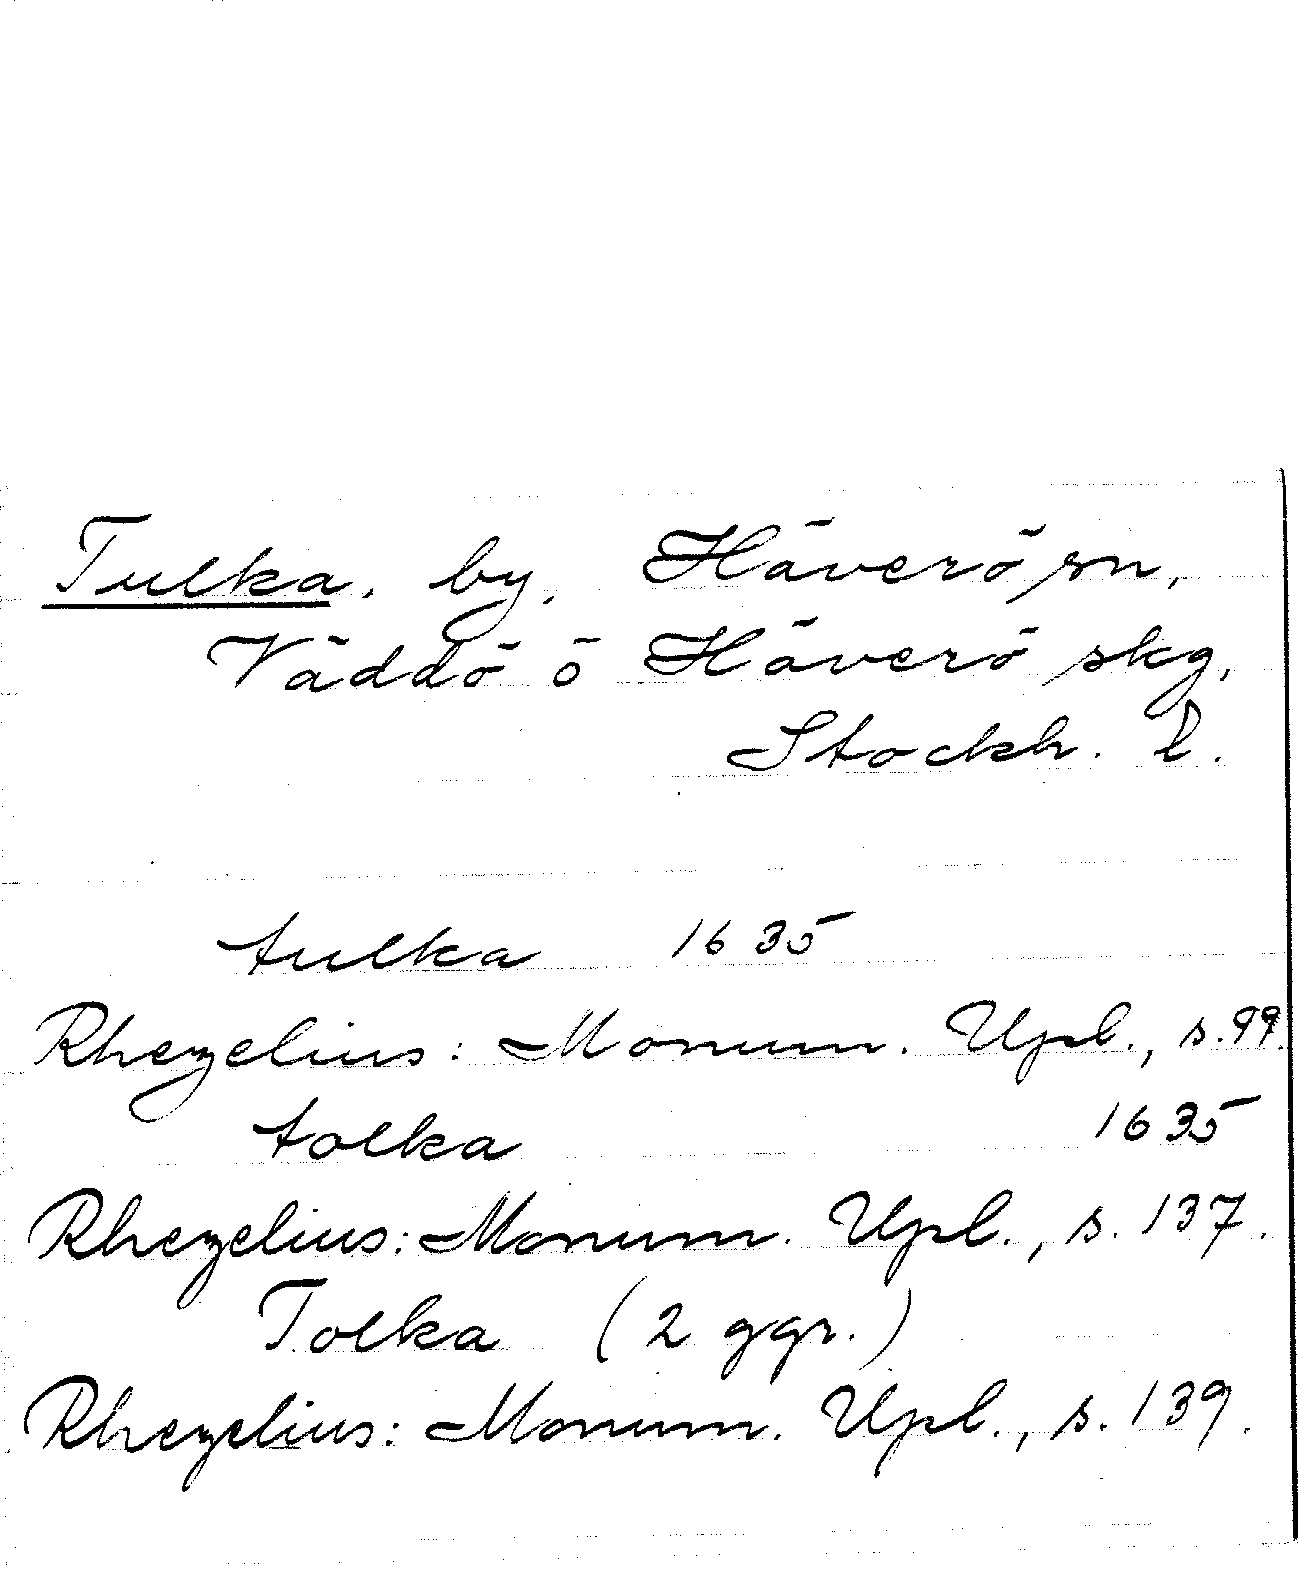 Tulka, by, Häverö sn,
Väddö o Häverö skg,
Stockh. l.
tulka 1635
Rhezelius: Monum. Upl., s. 99.
tolka 1635
Rhezelius: Monum. Upl., s. 137.
Tolka (2 ggr.)
Rhezelius: Monum. Upl., s. 139.